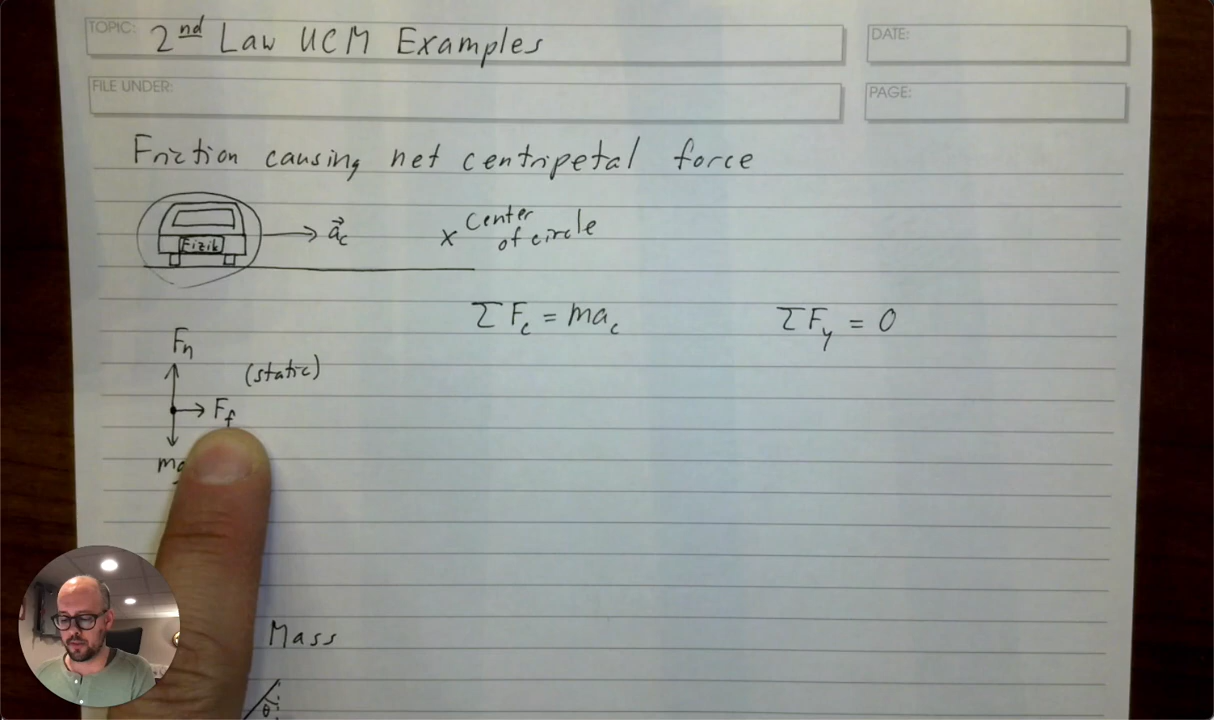 TOPIC: 2nd Law UCM Examples
DATE:
FILE UNDER:
PAGE:
Friction causing net centripetal force
Fizik
a⃗c
x Center of circle
ΣFc = mac
ΣFy = 0
Fn
(static)
Ff
Mass
θ